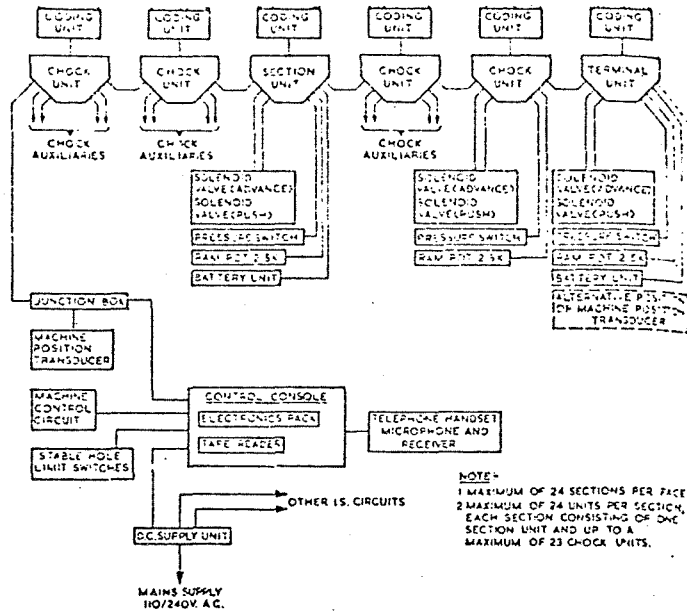 CODING UNIT
CODING UNIT
CODING UNIT
CODING UNIT
CODING UNIT
CODING UNIT
CHOCK UNIT
CHOCK UNIT
SECTION UNIT
CHOCK UNIT
CHOCK UNIT
TERMINAL UNIT
CHOCK AUXILIARIES
CHOCK AUXILIARIES
CHOCK AUXILIARIES
SOLENOID
VALVE (ADVANCE)
SOLENOID
VALVE (PUSH)
PRESSURE SWITCH
RAM POT 2.5K
BATTERY UNIT
SOLENOID
VALVE (ADVANCE)
SOLENOID
VALVE (PUSH)
PRESSURE SWITCH
RAM POT 2.5K
SOLENOID
VALVE (ADVANCE)
SOLENOID
VALVE (PUSH)
PRESSURE SWITCH
RAM POT 2.5K
BATTERY UNIT
ALTERNATIVE POSITION
OF MACHINE POSITION
TRANSDUCER
JUNCTION BOX
MACHINE
POSITION
TRANSDUCER
MACHINE
CONTROL
CIRCUIT
STABLE HOLE
LIMIT SWITCHES
CONTROL CONSOLE
ELECTRONICS PACK
TAPE READER
TELEPHONE HANDSET
MICROPHONE AND
RECEIVER
OTHER I.S. CIRCUITS
D.C. SUPPLY UNIT
MAINS SUPPLY
110/240V. A.C.
NOTE:-
1 MAXIMUM OF 24 SECTIONS PER FACE
2 MAXIMUM OF 24 UNITS PER SECTION,
EACH SECTION CONSISTING OF ONE
SECTION UNIT AND UP TO A
MAXIMUM OF 23 CHOCK UNITS.